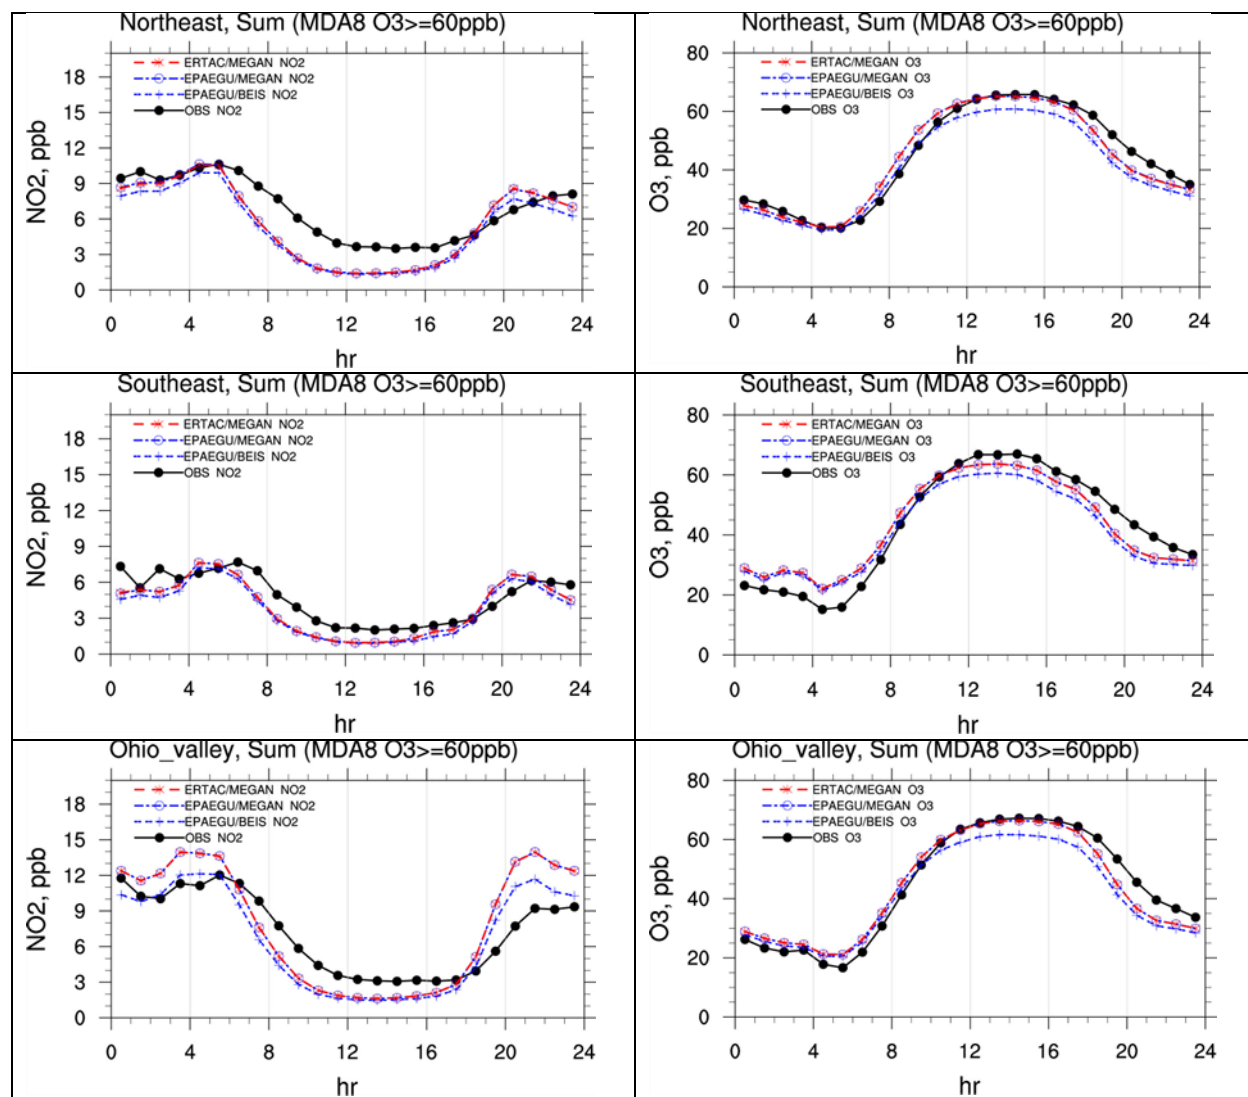 Northeast, Sum (MDA8 O3>=60ppb)
ERTAC/MEGAN NO2
EPAEGU/MEGAN NO2
EPAEGU/BEIS NO2
OBS NO2
NO2, ppb
18
15
12
9
6
3
0
0 4 8 12 16 20 24
hr
Northeast, Sum (MDA8 O3>=60ppb)
ERTAC/MEGAN O3
EPAEGU/MEGAN O3
EPAEGU/BEIS O3
OBS O3
O3, ppb
80
60
40
20
0
0 4 8 12 16 20 24
hr
Southeast, Sum (MDA8 O3>=60ppb)
ERTAC/MEGAN NO2
EPAEGU/MEGAN NO2
EPAEGU/BEIS NO2
OBS NO2
NO2, ppb
18
15
12
9
6
3
0
0 4 8 12 16 20 24
hr
Southeast, Sum (MDA8 O3>=60ppb)
ERTAC/MEGAN O3
EPAEGU/MEGAN O3
EPAEGU/BEIS O3
OBS O3
O3, ppb
80
60
40
20
0
0 4 8 12 16 20 24
hr
Ohio_valley, Sum (MDA8 O3>=60ppb)
ERTAC/MEGAN NO2
EPAEGU/MEGAN NO2
EPAEGU/BEIS NO2
OBS NO2
NO2, ppb
18
15
12
9
6
3
0
0 4 8 12 16 20 24
hr
Ohio_valley, Sum (MDA8 O3>=60ppb)
ERTAC/MEGAN O3
EPAEGU/MEGAN O3
EPAEGU/BEIS O3
OBS O3
O3, ppb
80
60
40
20
0
0 4 8 12 16 20 24
hr